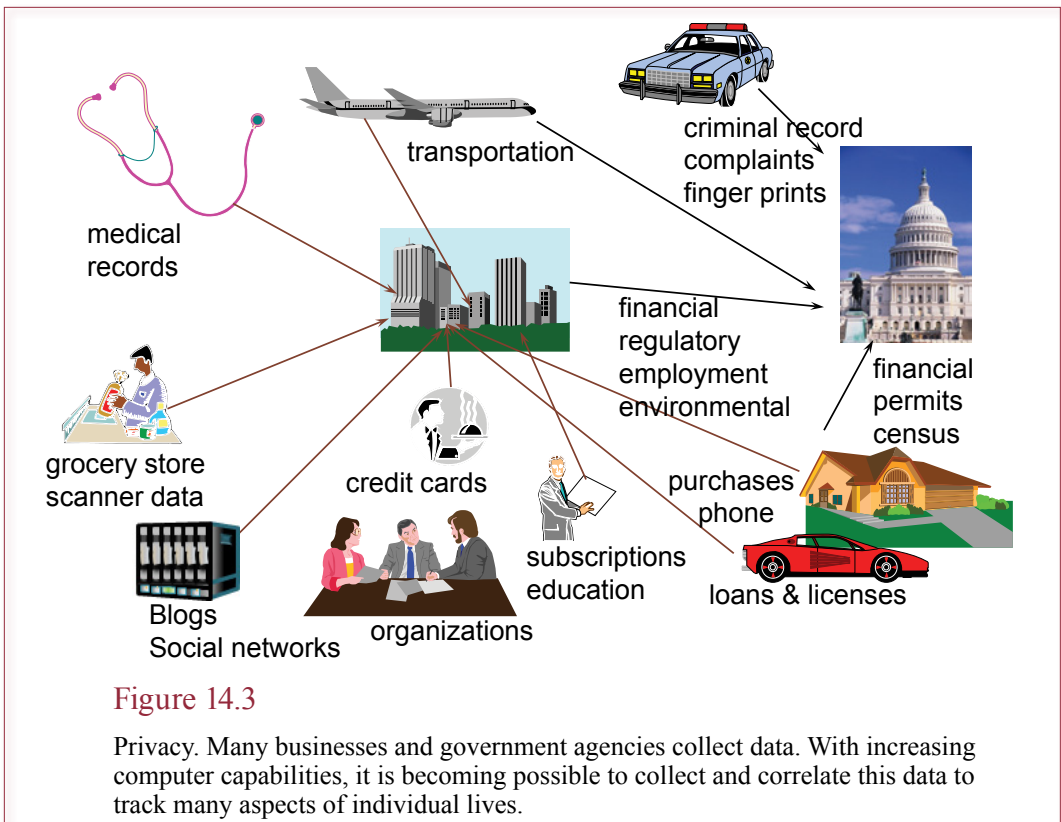 transportation
criminal record
complaints
finger prints
medical
records
financial
regulatory
employment
environmental
financial
permits
census
grocery store
scanner data
credit cards
purchases
phone
subscriptions
education
loans & licenses
Blogs
Social networks
organizations
Figure 14.3
Privacy. Many businesses and government agencies collect data. With increasing
computer capabilities, it is becoming possible to collect and correlate this data to
track many aspects of individual lives.